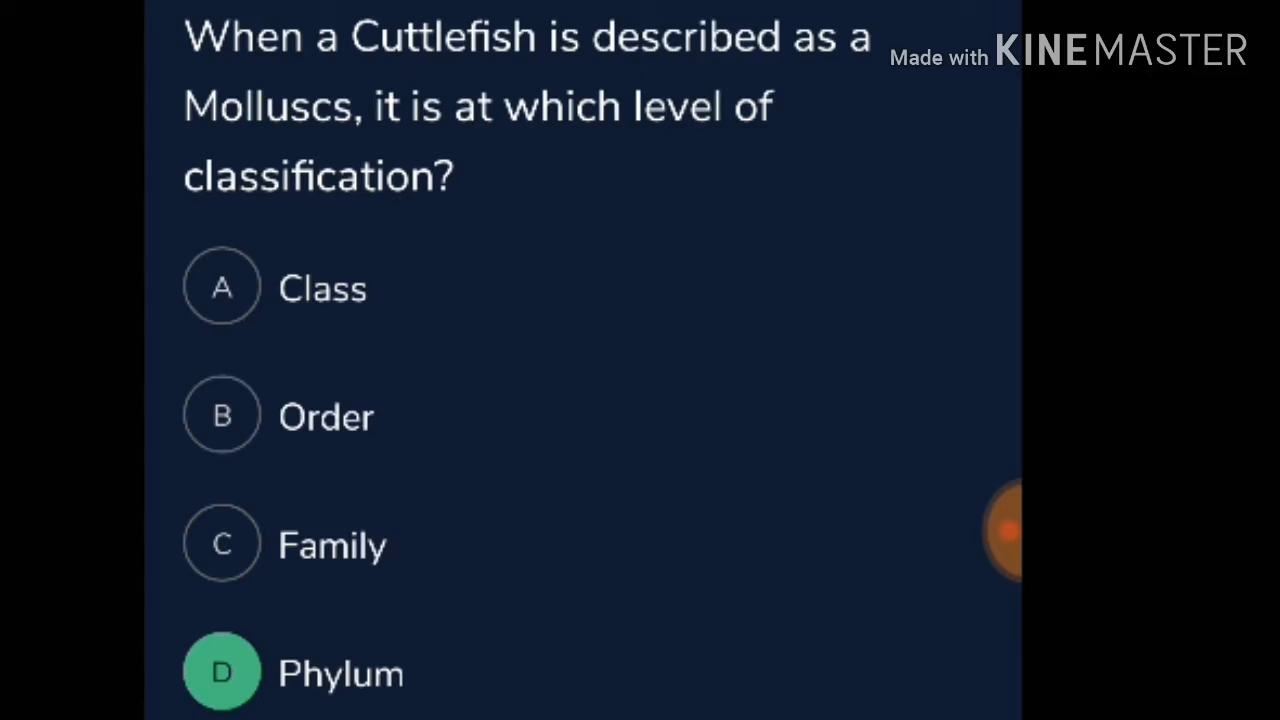 When a Cuttlefish is described as a
Made with KINEMASTER
Molluscs, it is at which level of
classification?
A Class
B Order
C Family
D Phylum